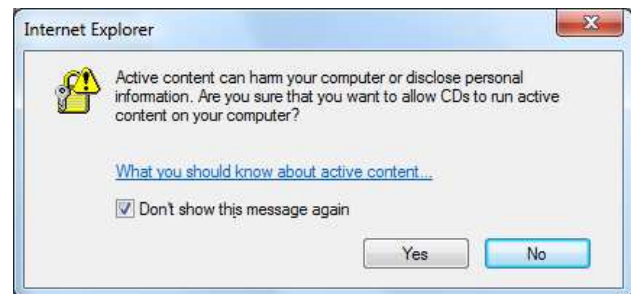 Internet Explorer
Active content can harm your computer or disclose personal
information. Are you sure that you want to allow CDs to run active
content on your computer?
What you should know about active content...
Don't show this message again
Yes No